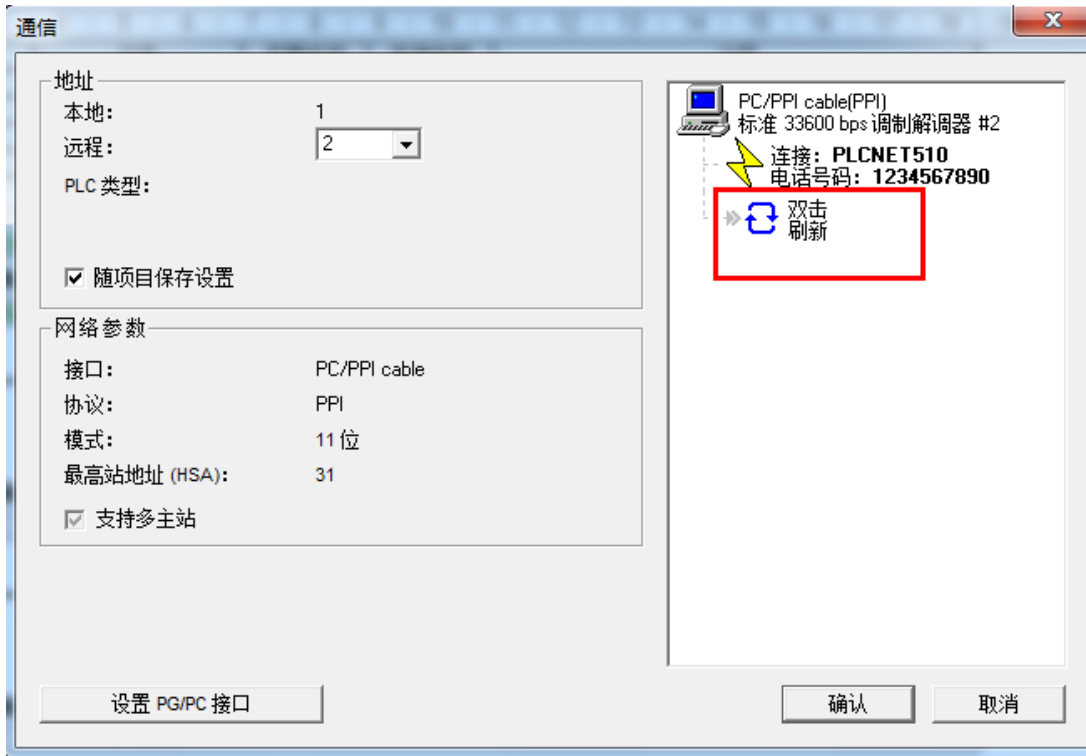 通信
地址
本地： 1
远程： 2
PLC 类型：
随项目保存设置
网络参数
接口： PC/PPI cable
协议： PPI
模式： 11 位
最高站地址 (HSA)： 31
支持多主站
设置 PG/PC 接口
PC/PPI cable(PPI)
标准 33600 bps 调制解调器 #2
连接：PLCNET510
电话号码：1234567890
双击
刷新
确认
取消